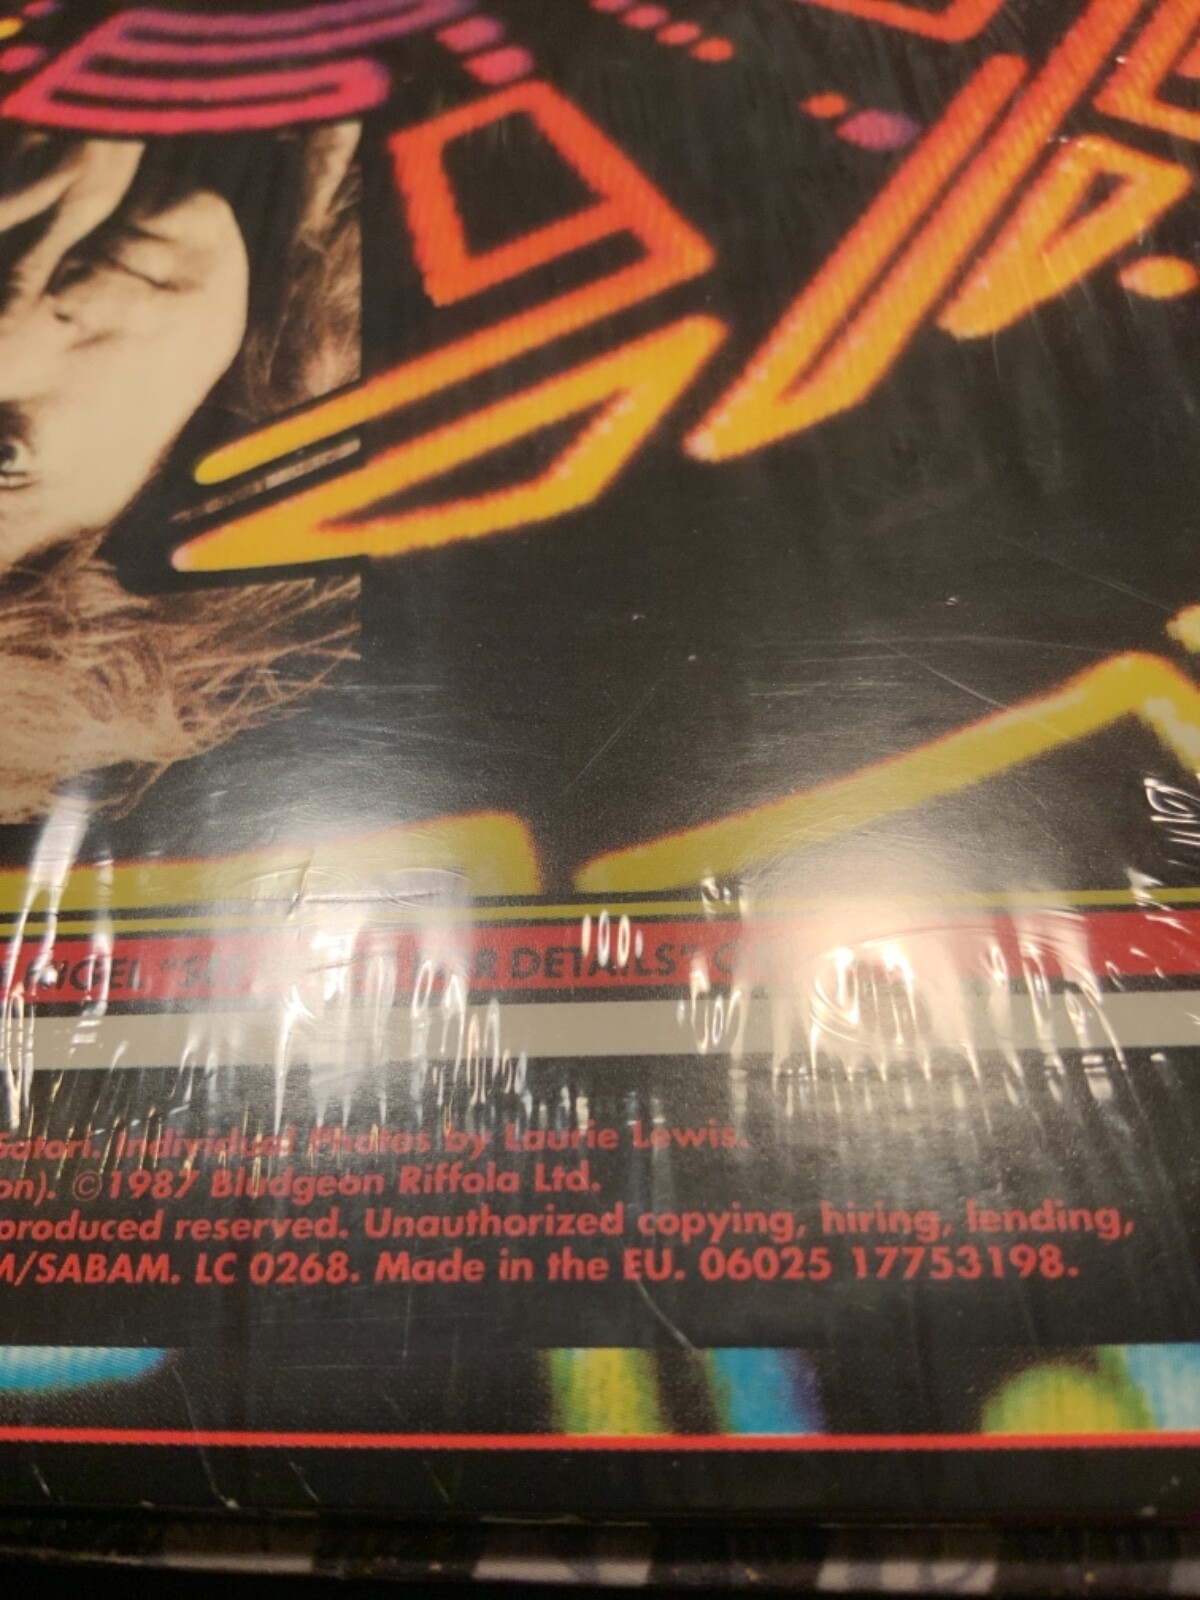 DETAILS"
Satori. Individual Photos by Laurie Lewis.
on). ©1987 Bludgeon Riffola Ltd.
produced reserved. Unauthorized copying, hiring, lending,
M/SABAM. LC 0268. Made in the EU. 06025 17753198.